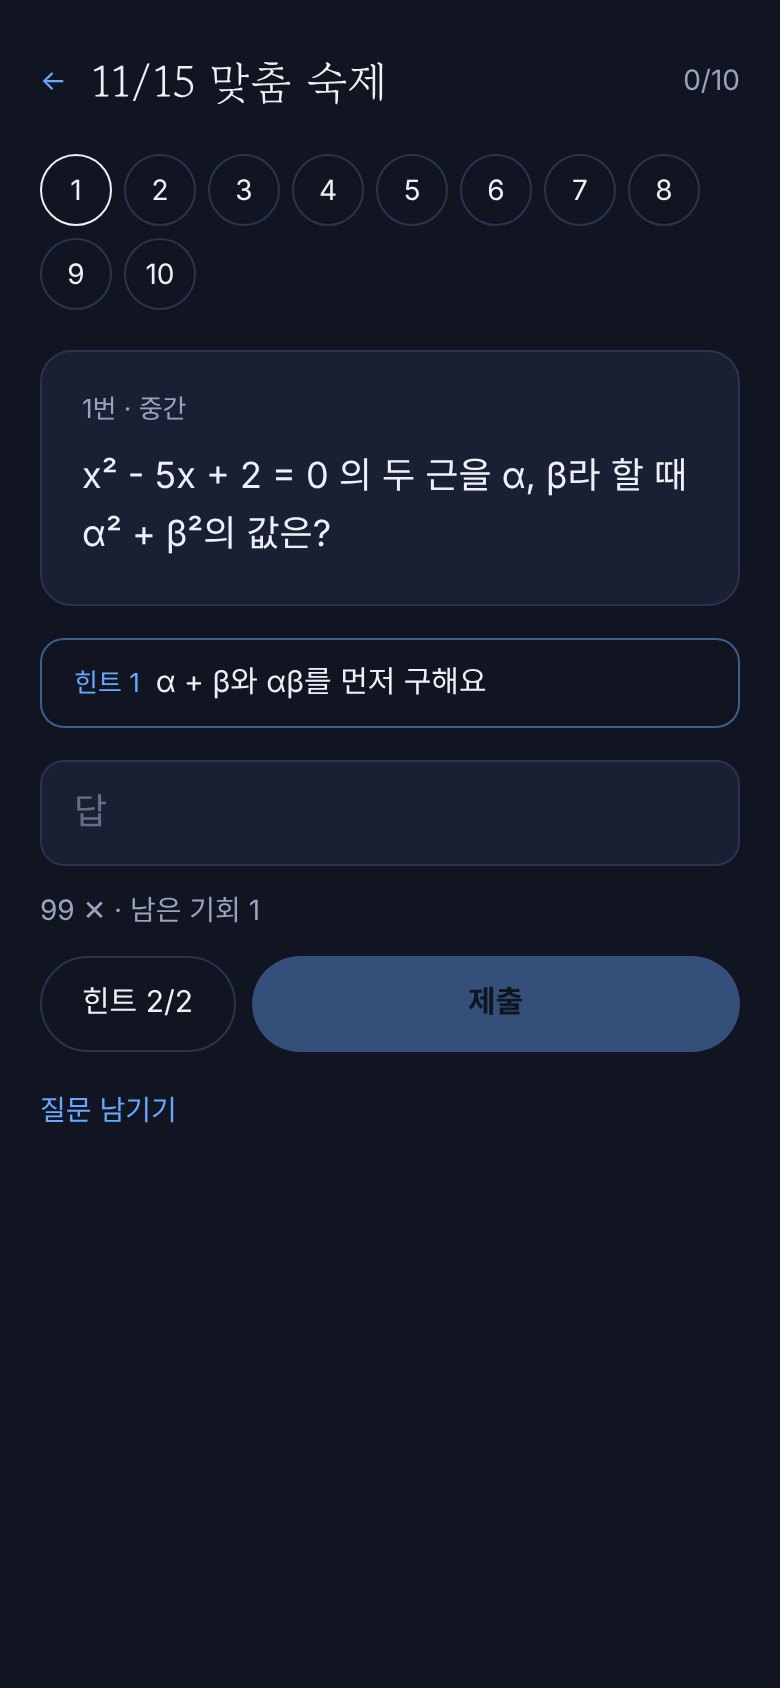 ← 11/15 맞춤 숙제 0/10
1 2 3 4 5 6 7 8
9 10
1번 · 중간
x² - 5x + 2 = 0 의 두 근을 α, β라 할 때
α² + β²의 값은?
힌트 1 α + β와 αβ를 먼저 구해요
답
99 ✕ · 남은 기회 1
힌트 2/2 제출
질문 남기기